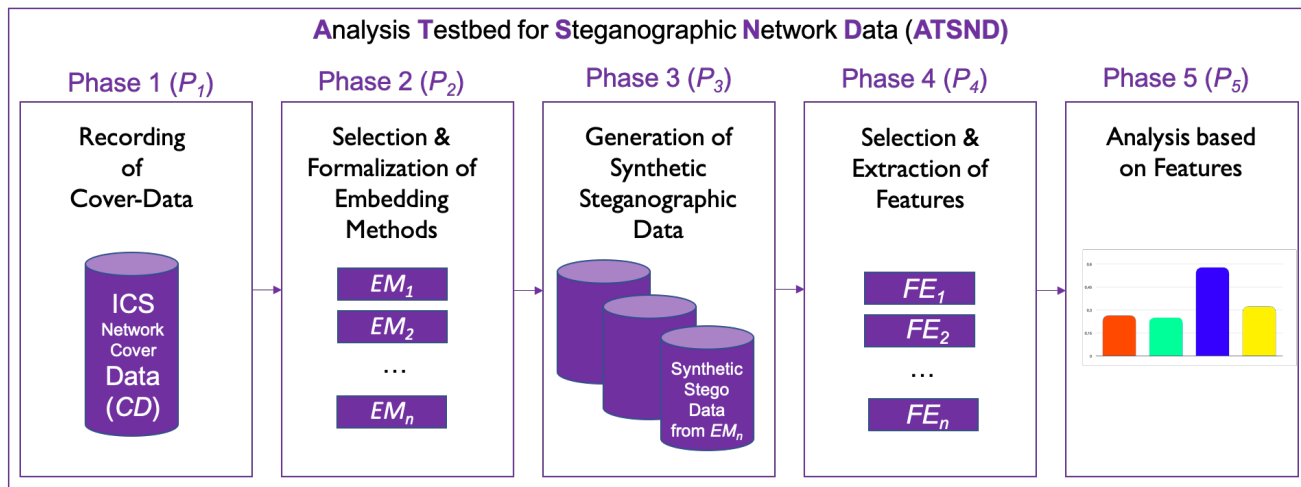 Analysis Testbed for Steganographic Network Data (ATSND)
Phase 1 (P1)
Recording
of
Cover-Data
ICS
Network
Cover
Data
(CD)
Phase 2 (P2)
Selection &
Formalization of
Embedding
Methods
EM1
EM2
...
EMn
Phase 3 (P3)
Generation of
Synthetic
Steganographic
Data
Synthetic
Stego
Data
from EMn
Phase 4 (P4)
Selection &
Extraction of
Features
FE1
FE2
...
FEn
Phase 5 (P5)
Analysis based
on Features